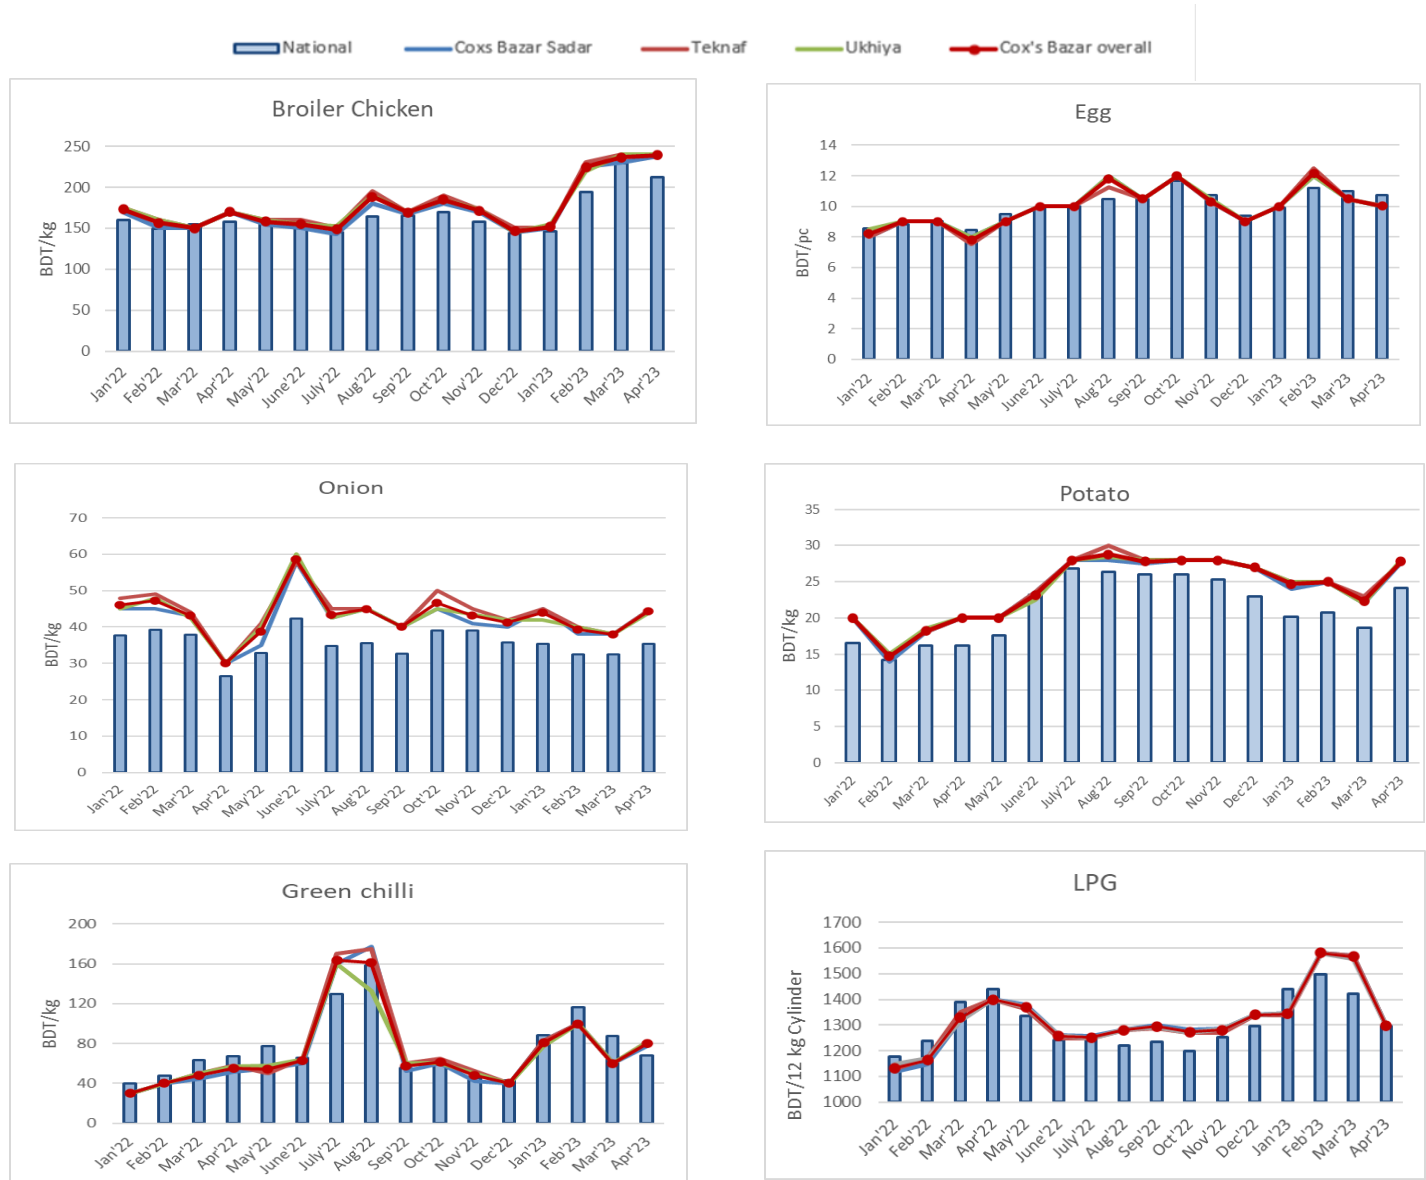 National Coxs Bazar Sadar Teknaf Ukhiya Cox's Bazar overall
Broiler Chicken
250
200
150
100
50
0
BDT/kg
Jan'22 Feb'22 Mar'22 Apr'22 May'22 June'22 July'22 Aug'22 Sep'22 Oct'22 Nov'22 Dec'22 Jan'23 Feb'23 Mar'23 Apr'23
Egg
14
12
10
8
6
4
2
0
BDT/pc
Jan'22 Feb'22 Mar'22 Apr'22 May'22 June'22 July'22 Aug'22 Sep'22 Oct'22 Nov'22 Dec'22 Jan'23 Feb'23 Mar'23 Apr'23
Onion
70
60
50
40
30
20
10
0
BDT/kg
Jan'22 Feb'22 Mar'22 Apr'22 May'22 June'22 July'22 Aug'22 Sep'22 Oct'22 Nov'22 Dec'22 Jan'23 Feb'23 Mar'23 Apr'23
Potato
35
30
25
20
15
10
5
0
BDT/kg
Jan'22 Feb'22 Mar'22 Apr'22 May'22 June'22 July'22 Aug'22 Sep'22 Oct'22 Nov'22 Dec'22 Jan'23 Feb'23 Mar'23 Apr'23
Green chilli
200
160
120
80
40
0
BDT/kg
Jan'22 Feb'22 Mar'22 Apr'22 May'22 June'22 July'22 Aug'22 Sep'22 Oct'22 Nov'22 Dec'22 Jan'23 Feb'23 Mar'23 Apr'23
LPG
1700
1600
1500
1400
1300
1200
1100
1000
BDT/12 kg Cylinder
Jan'22 Feb'22 Mar'22 Apr'22 May'22 June'22 July'22 Aug'22 Sep'22 Oct'22 Nov'22 Dec'22 Jan'23 Feb'23 Mar'23 Apr'23